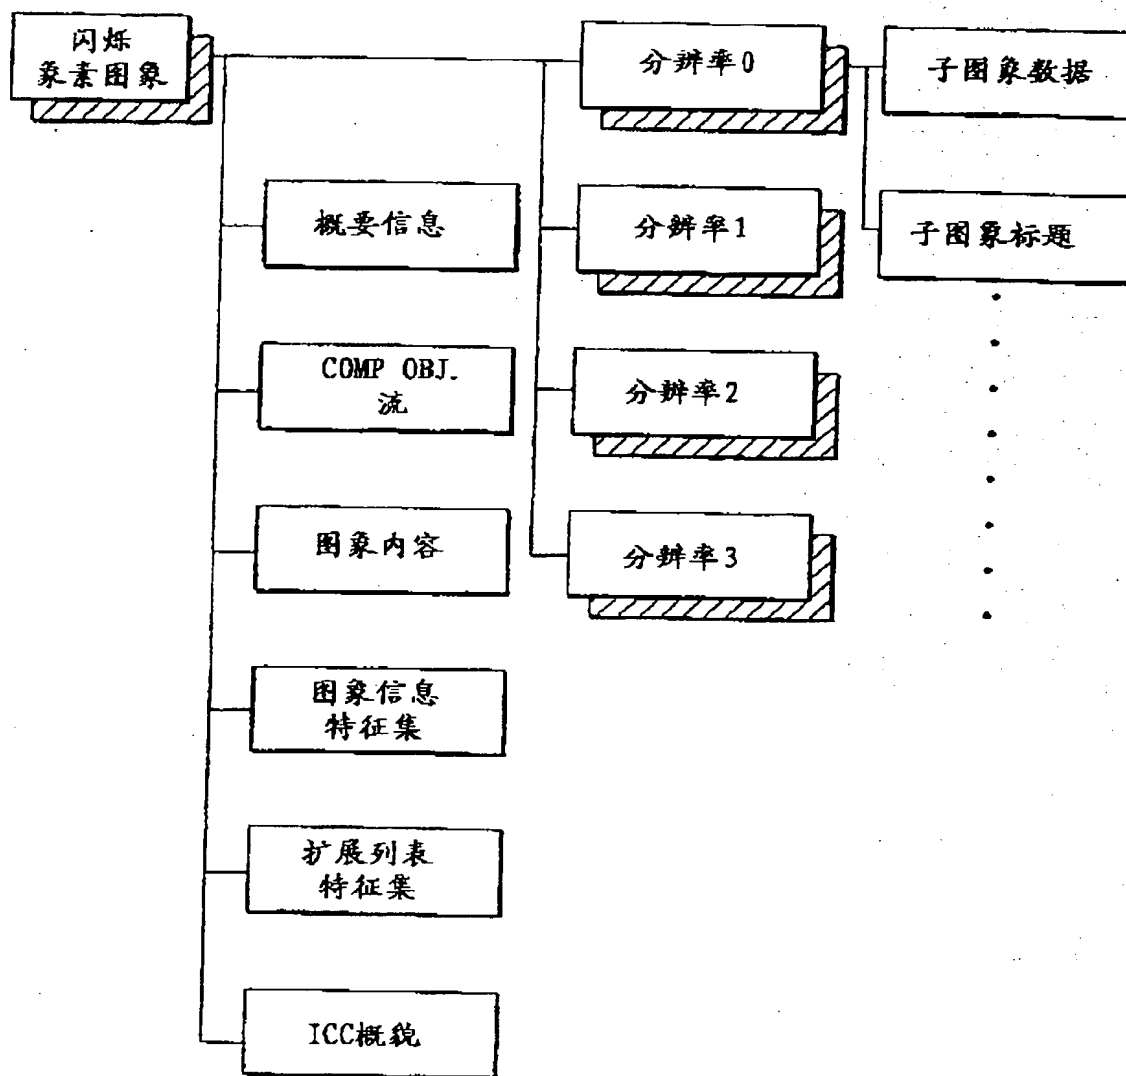 闪烁
象素图象
分辨率0
子图象数据
概要信息
分辨率1
子图象标题
COMP OBJ.
流
分辨率2
图象内容
分辨率3
图象信息
特征集
扩展列表
特征集
ICC概貌